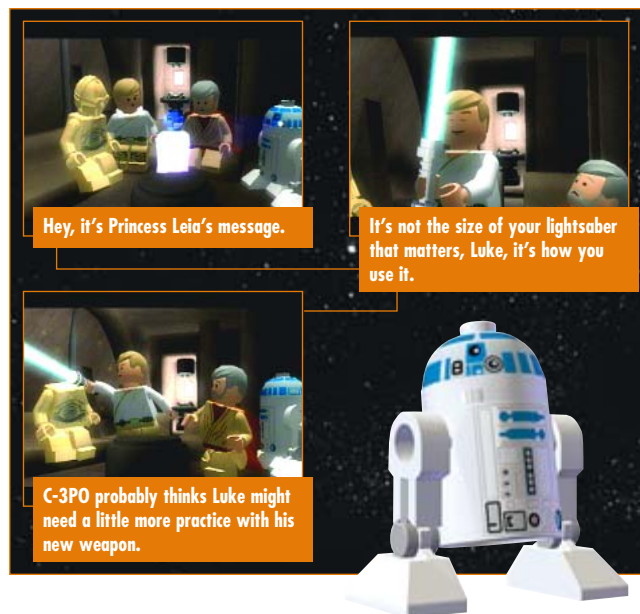 Hey, it's Princess Leia's message.
It's not the size of your lightsaber
that matters, Luke, it's how you
use it.
C-3PO probably thinks Luke might
need a little more practice with his
new weapon.